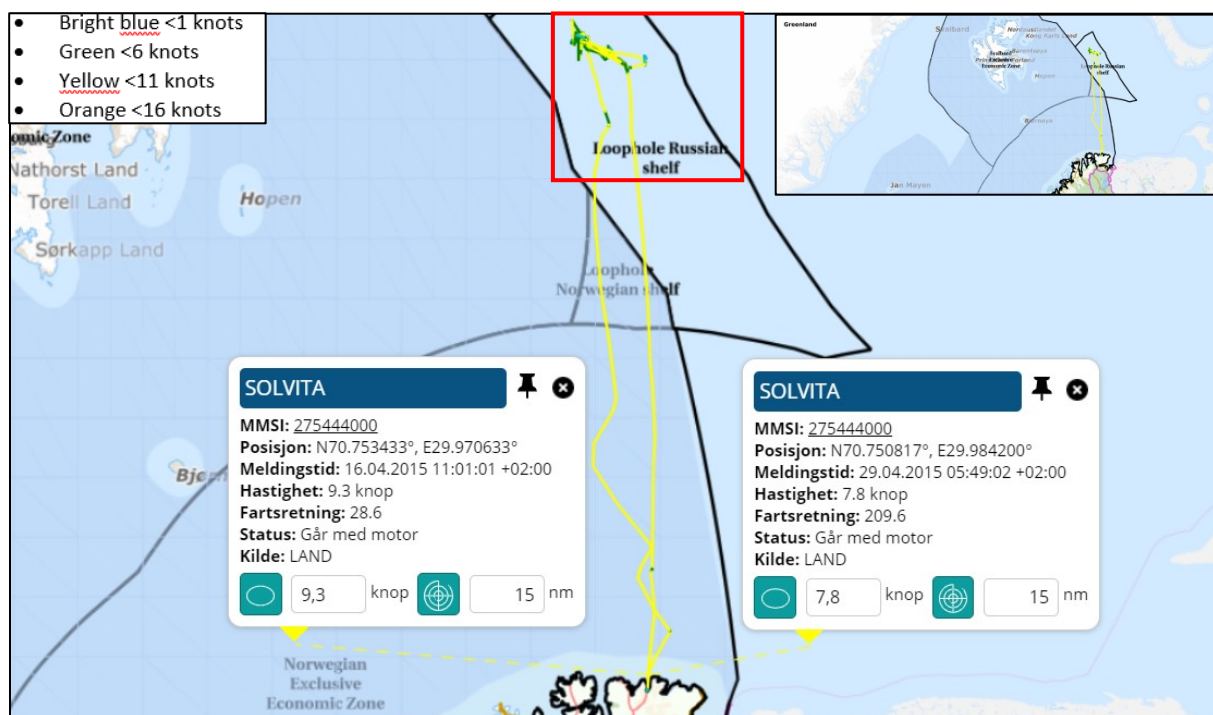 • Bright blue <1 knots
• Green <6 knots
• Yellow <11 knots
• Orange <16 knots
Greenland
Svalbard
Jan Mayen
Hopen
Loophole Russian
shelf
omic Zone
Nathorst Land
Torell Land
Sørkapp Land
Hopen
Loophole Russian
shelf
Loophole
Norwegian shelf
SOLVITA
MMSI: 275444000
Posisjon: N70.753433°, E29.970633°
Meldingstid: 16.04.2015 11:01:01 +02:00
Hastighet: 9.3 knop
Fartsretning: 28.6
Status: Går med motor
Kilde: LAND
9,3 knop 15 nm
SOLVITA
MMSI: 275444000
Posisjon: N70.750817°, E29.984200°
Meldingstid: 29.04.2015 05:49:02 +02:00
Hastighet: 7.8 knop
Fartsretning: 209.6
Status: Går med motor
Kilde: LAND
7,8 knop 15 nm
Norwegian
Exclusive
Economic Zone